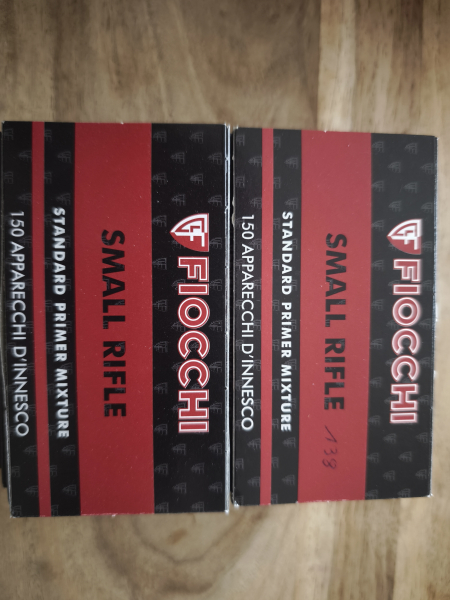 FIOCCHI
SMALL RIFLE
STANDARD PRIMER MIXTURE
150 APPARECCHI D'INNESCO
FIOCCHI
SMALL RIFLE 138
STANDARD PRIMER MIXTURE
150 APPARECCHI D'INNESCO